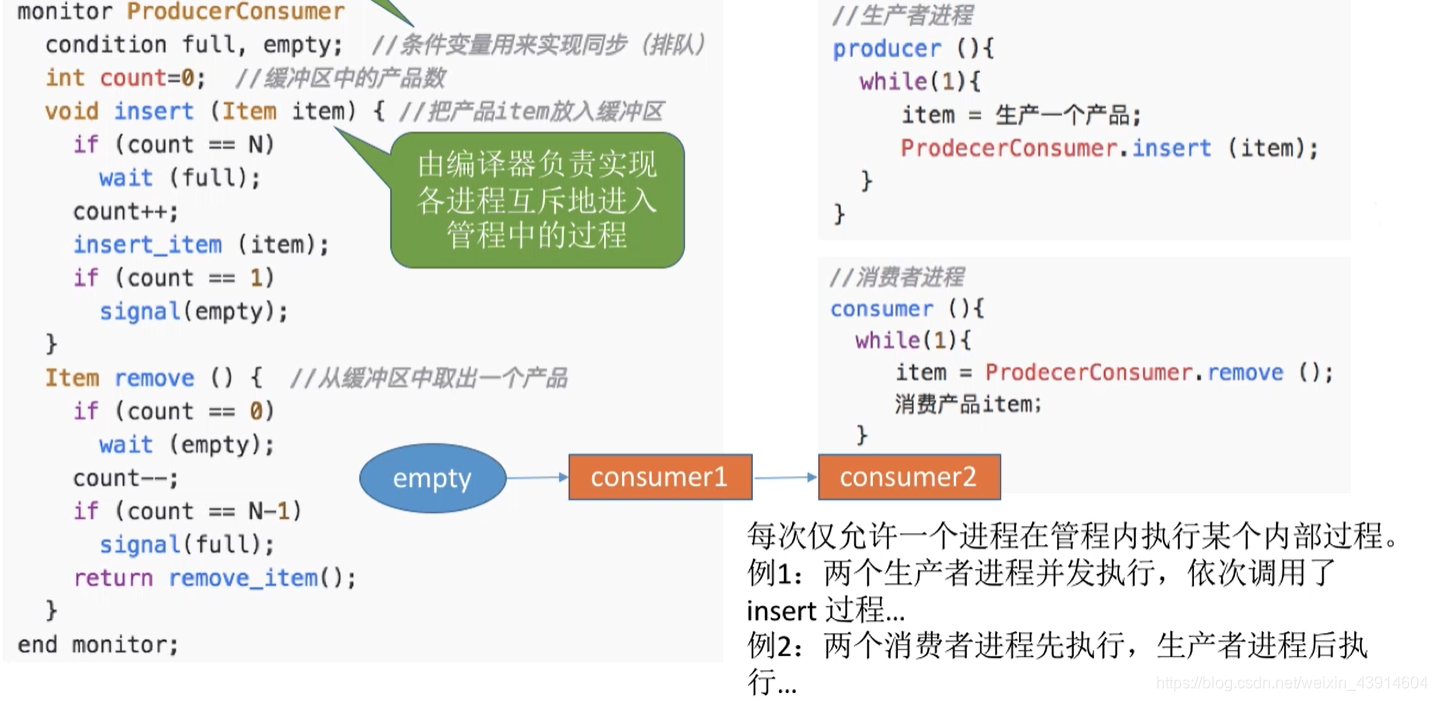 monitor ProducerConsumer
condition full, empty; //条件变量用来实现同步（排队）
int count=0; //缓冲区中的产品数
void insert (Item item) { //把产品item放入缓冲区
if (count == N)
wait (full);
count++;
insert_item (item);
if (count == 1)
signal(empty);
}
Item remove () { //从缓冲区中取出一个产品
if (count == 0)
wait (empty);
count--;
if (count == N-1)
signal(full);
return remove_item();
}
end monitor;
由编译器负责实现
各进程互斥地进入
管程中的过程
//生产者进程
producer (){
while(1){
item = 生产一个产品;
ProdecerConsumer.insert (item);
}
}
//消费者进程
consumer (){
while(1){
item = ProdecerConsumer.remove ();
消费产品item;
}
empty
consumer1
consumer2
每次仅允许一个进程在管程内执行某个内部过程。
例1：两个生产者进程并发执行，依次调用了
insert 过程…
例2：两个消费者进程先执行，生产者进程后执
行…
https://blog.csdn.net/weixin_43914604